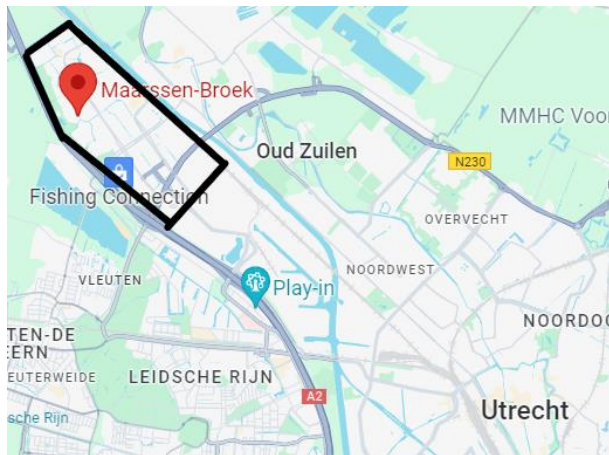 Maarssen-Broek
MMHC Voor
Oud Zuilen
N230
Fishing Connection
OVERVECHT
VLEUTEN
NOORDWEST
Play-in
TEN-DE
EERN
NOORDOO
EUTERWEIDE
LEIDSCHE RIJN
A2
Utrecht
sche Rijn